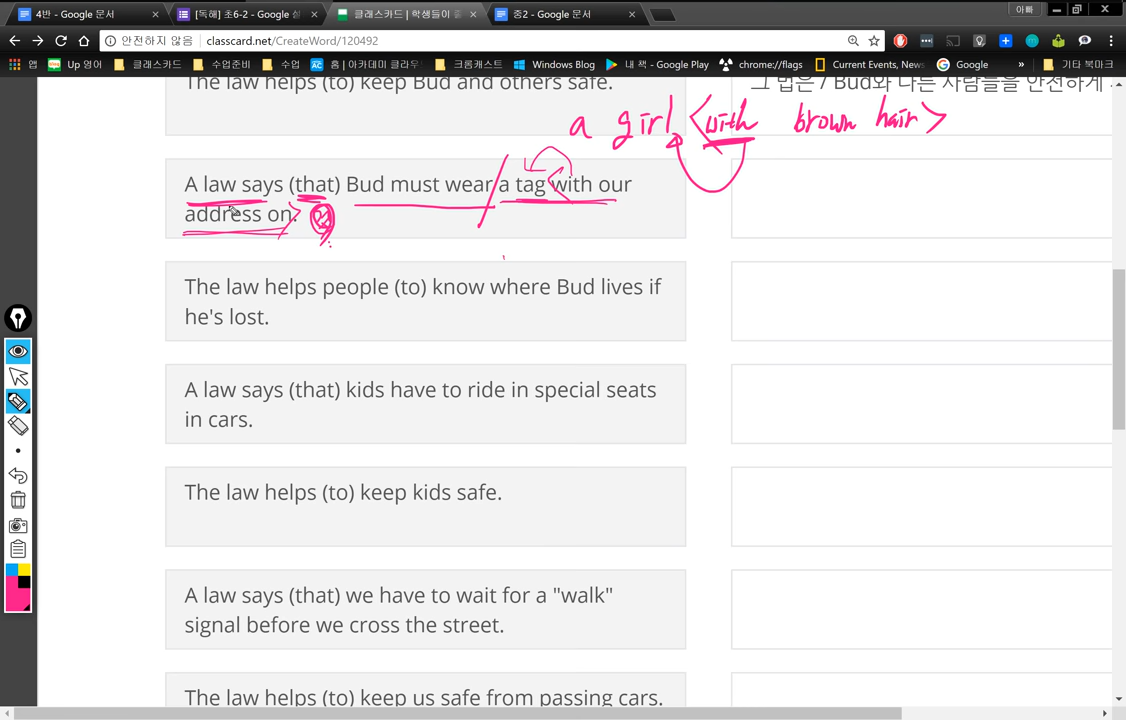 4반 - Google 문서
[독해] 초6-2 - Google 설
클래스카드 | 학생들이 좋
중2 - Google 문서
아빠
안전하지 않음
classcard.net/CreateWord/120492
앱
Up 영어
클래스카드
수업준비
수업
홈 | 아카데미 클라우
크롬캐스트
Windows Blog
내 책 - Google Play
chrome://flags
Current Events, News
Google
»
기타 북마크
The law helps (to) keep Bud and others safe.
그 법은 / Bud와 다른 사람들을 안전하게
a girl <with brown hair>
A law says (that) Bud must wear / a tag <with our
address on.>
The law helps people (to) know where Bud lives if
he's lost.
A law says (that) kids have to ride in special seats
in cars.
The law helps (to) keep kids safe.
A law says (that) we have to wait for a "walk"
signal before we cross the street.
The law helps (to) keep us safe from passing cars.